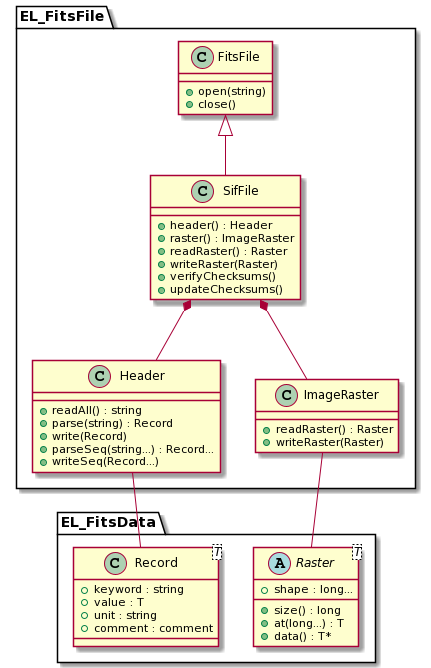 EL_FitsFile
C FitsFile
open(string)
close()
C SifFile
header() : Header
raster() : ImageRaster
readRaster() : Raster
writeRaster(Raster)
verifyChecksums()
updateChecksums()
C Header
readAll() : string
parse(string) : Record
write(Record)
parseSeq(string...) : Record...
writeSeq(Record...)
C ImageRaster
readRaster() : Raster
writeRaster(Raster)
EL_FitsData
C Record T
keyword : string
value : T
unit : string
comment : comment
A Raster T
shape : long...
size() : long
at(long...) : T
data() : T*